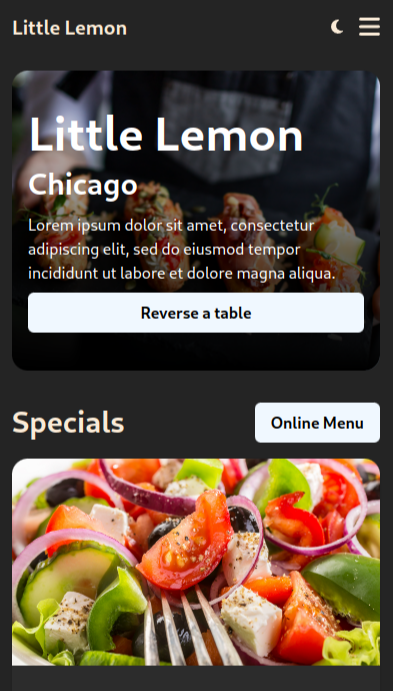 Little Lemon
Little Lemon
Chicago
Lorem ipsum dolor sit amet, consectetur
adipiscing elit, sed do eiusmod tempor
incididunt ut labore et dolore magna aliqua.
Reverse a table
Specials
Online Menu